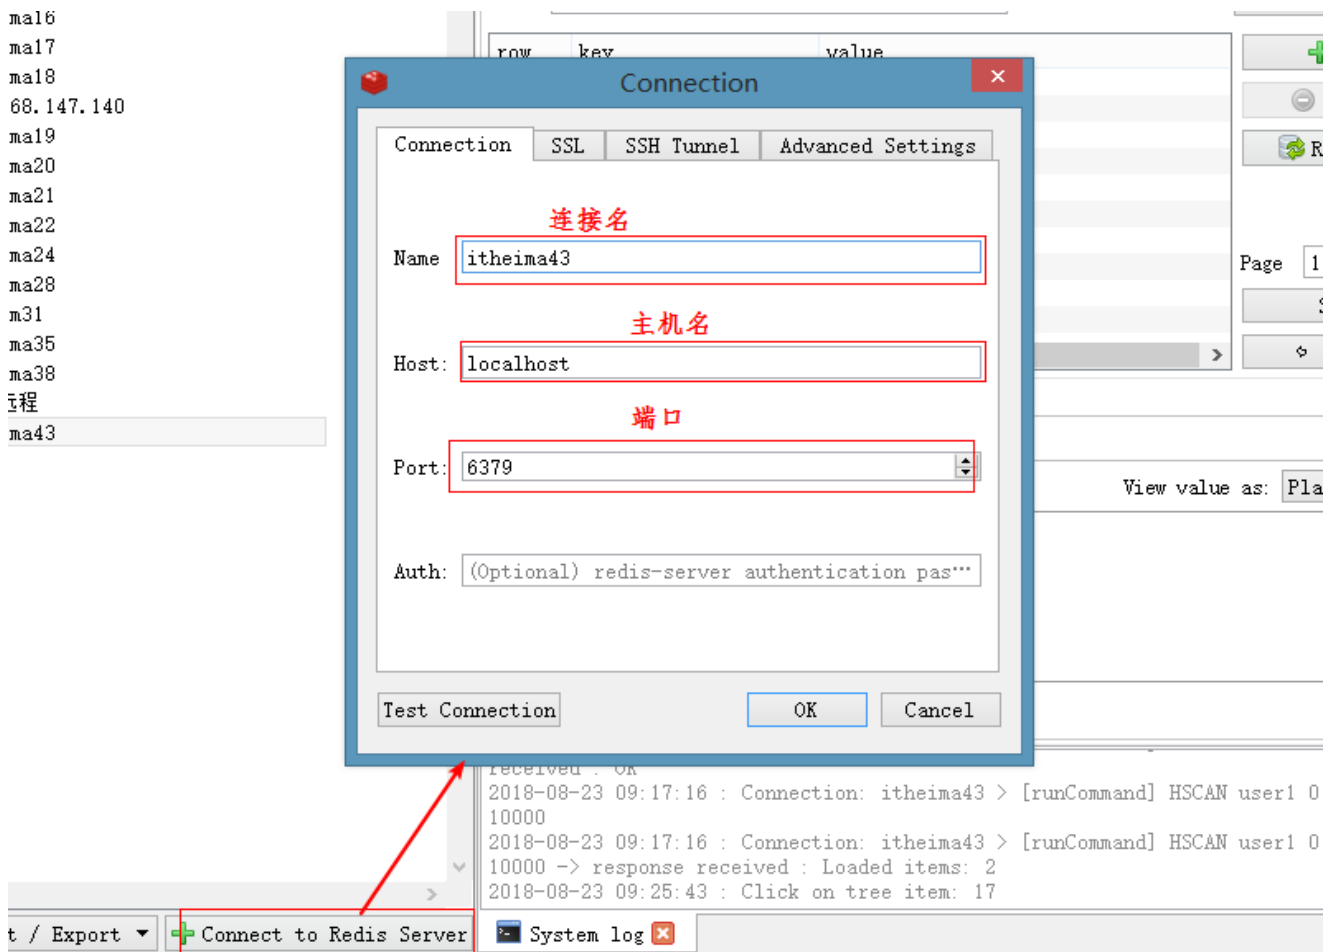 ma16
ma17
ma18
68.147.140
ma19
ma20
ma21
ma22
ma24
ma28
m31
ma35
ma38
远程
ma43
t / Export
Connect to Redis Server
row key value
Connection
Connection SSL SSH Tunnel Advanced Settings
连接名
Name itheima43
主机名
Host: localhost
端口
Port: 6379
Auth: (Optional) redis-server authentication pas…
Test Connection OK Cancel
R
Page 1
View value as: Pla
received : OK
2018-08-23 09:17:16 : Connection: itheima43 > [runCommand] HSCAN user1 0
10000
2018-08-23 09:17:16 : Connection: itheima43 > [runCommand] HSCAN user1 0
10000 -> response received : Loaded items: 2
2018-08-23 09:25:43 : Click on tree item: 17
System log